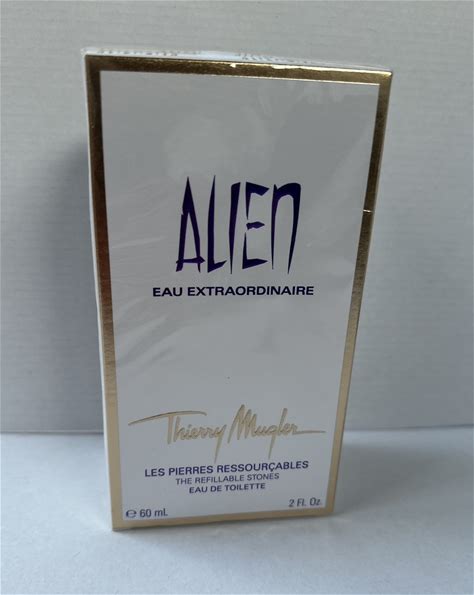 ALIEN
EAU EXTRAORDINAIRE
Thierry Mugler
LES PIERRES RESSOURÇABLES
THE REFILLABLE STONES
EAU DE TOILETTE
℮ 60 mL 2 Fl. Oz.